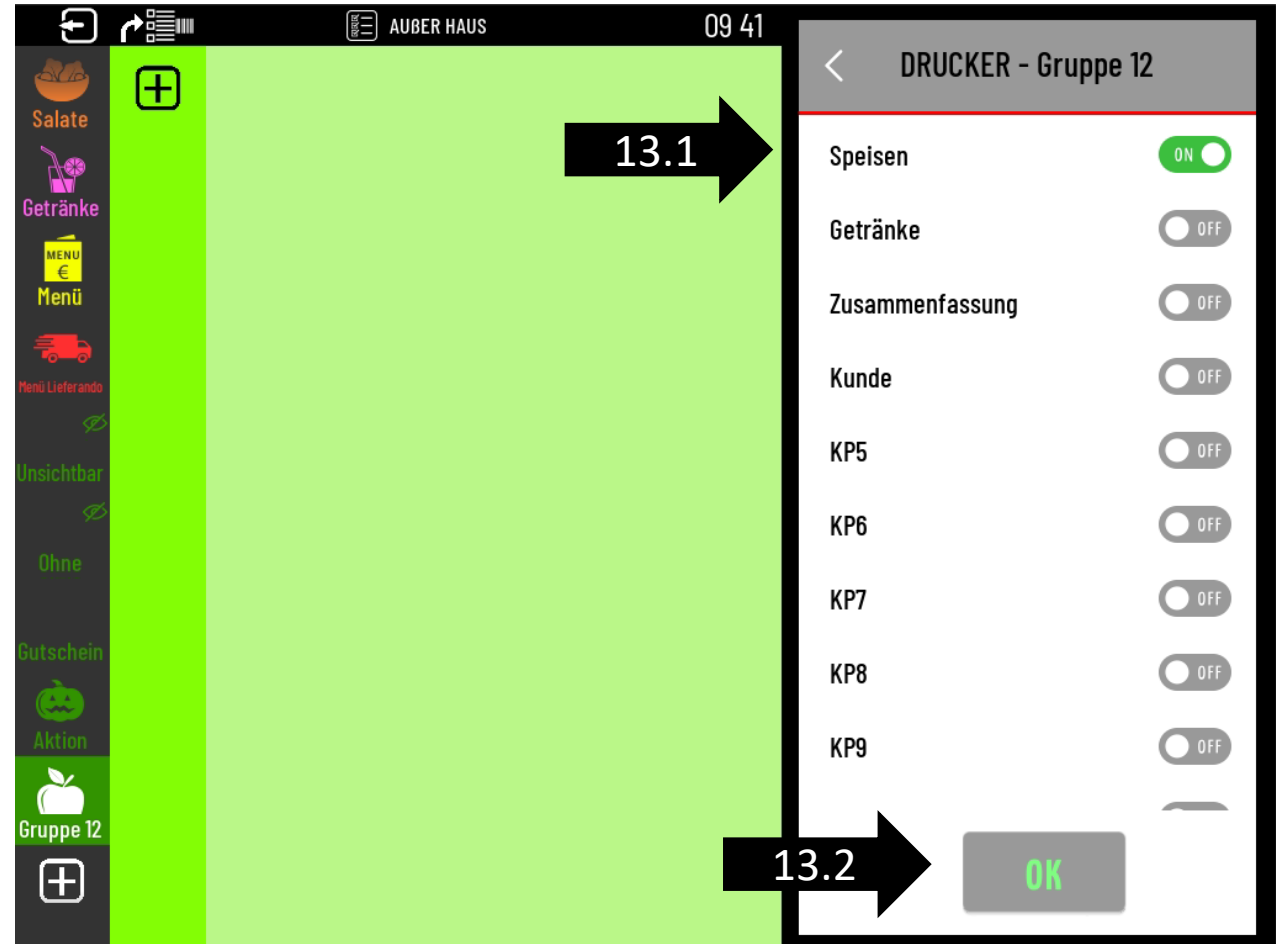 AUßER HAUS
09 41
Salate
Getränke
MENU
€
Menü
Menü Lieferando
Unsichtbar
Ohne
Gutschein
Aktion
Gruppe 12
DRUCKER - Gruppe 12
13.1
Speisen ON
Getränke OFF
Zusammenfassung OFF
Kunde OFF
KP5 OFF
KP6 OFF
KP7 OFF
KP8 OFF
KP9 OFF
13.2
OK